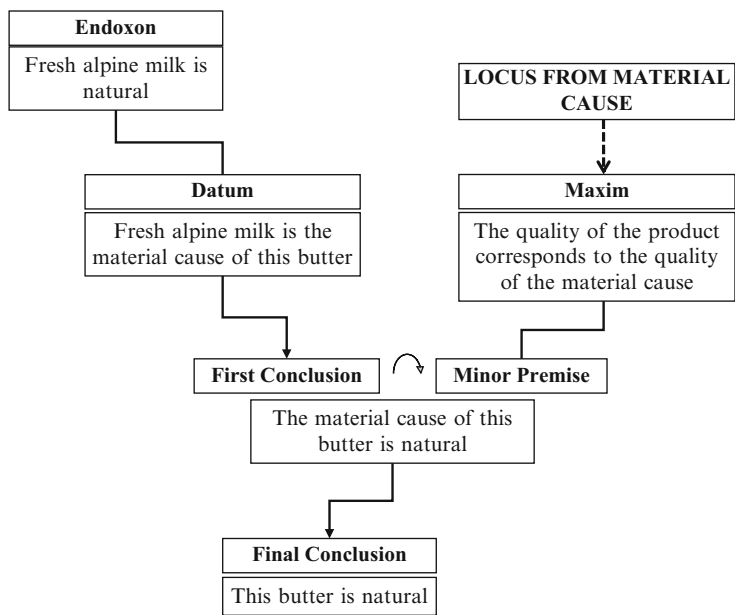 Endoxon
Fresh alpine milk is
natural
LOCUS FROM MATERIAL
CAUSE
Datum
Fresh alpine milk is the
material cause of this butter
Maxim
The quality of the product
corresponds to the quality
of the material cause
First Conclusion
Minor Premise
The material cause of this
butter is natural
Final Conclusion
This butter is natural